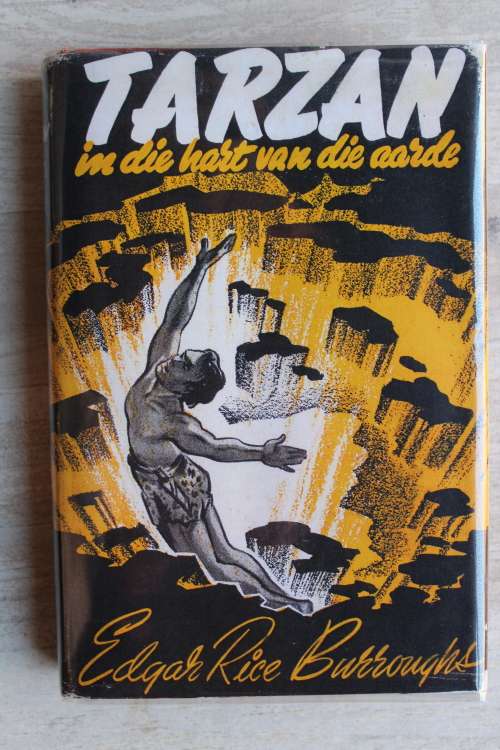 TARZAN
in die hart van die aarde
Edgar Rice Burroughs